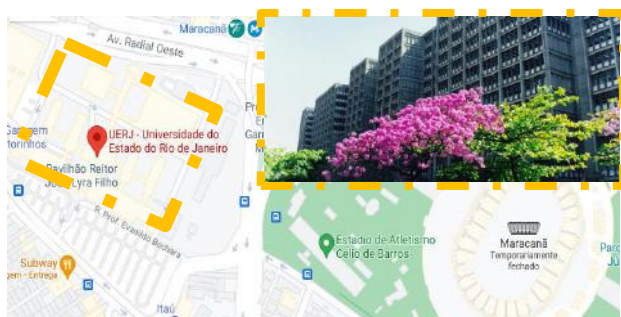 Maracanã
Av. Radial Oeste
UERJ - Universidade do
Estado do Rio de Janeiro
Pavilhão Reitor
João Lyra Filho
R. Prof. Evanildo Bechara
Subway
Entrega
Itaú
Estádio de Atletismo
Célio de Barros
Maracanã
Temporariamente
fechado